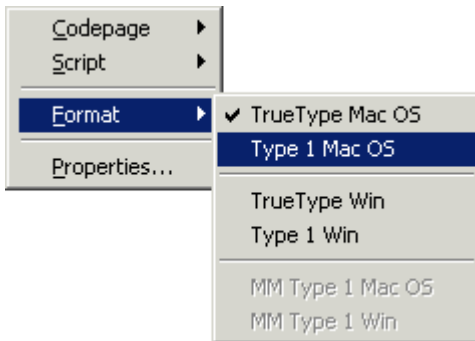 Codepage
Script
Format
Properties...
TrueType Mac OS
Type 1 Mac OS
TrueType Win
Type 1 Win
MM Type 1 Mac OS
MM Type 1 Win